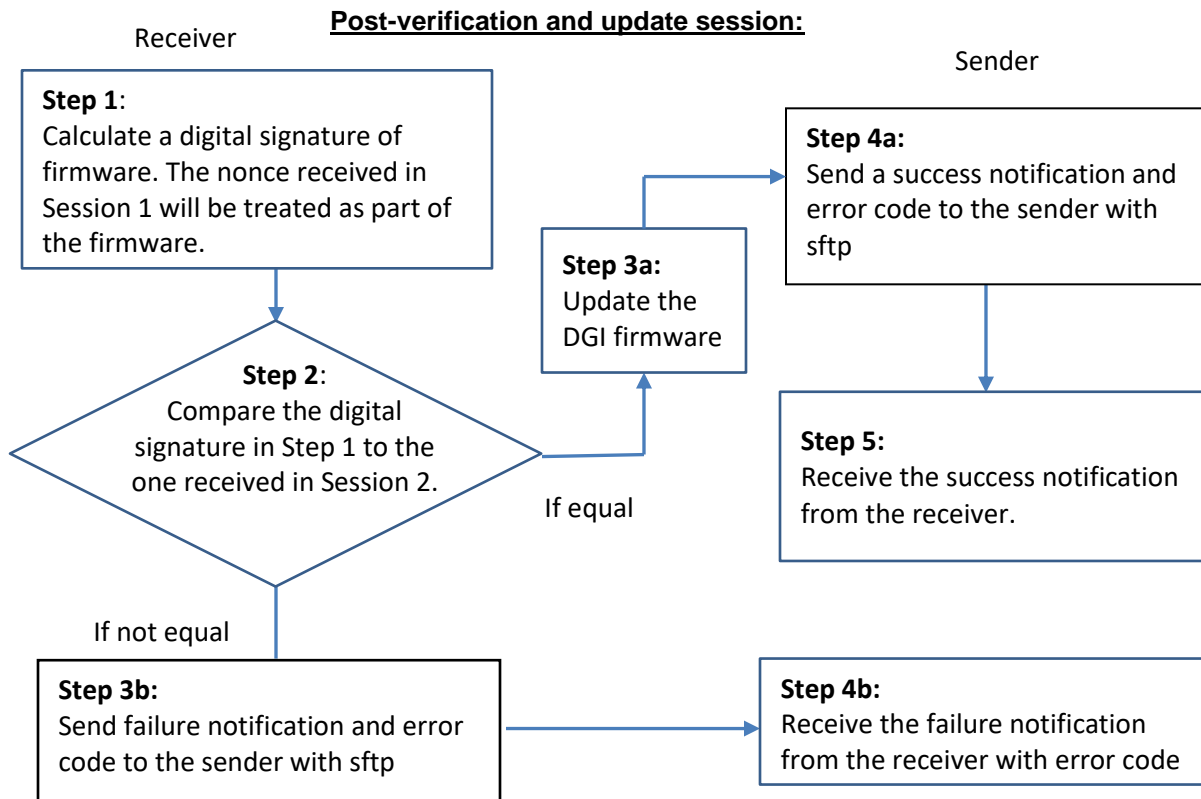 Post-verification and update session:
Receiver
Sender
Step 1:
Calculate a digital signature of
firmware. The nonce received in
Session 1 will be treated as part of
the firmware.
Step 2:
Compare the digital
signature in Step 1 to the
one received in Session 2.
If equal
If not equal
Step 3a:
Update the
DGI firmware
Step 4a:
Send a success notification and
error code to the sender with
sftp
Step 5:
Receive the success notification
from the receiver.
Step 3b:
Send failure notification and error
code to the sender with sftp
Step 4b:
Receive the failure notification
from the receiver with error code